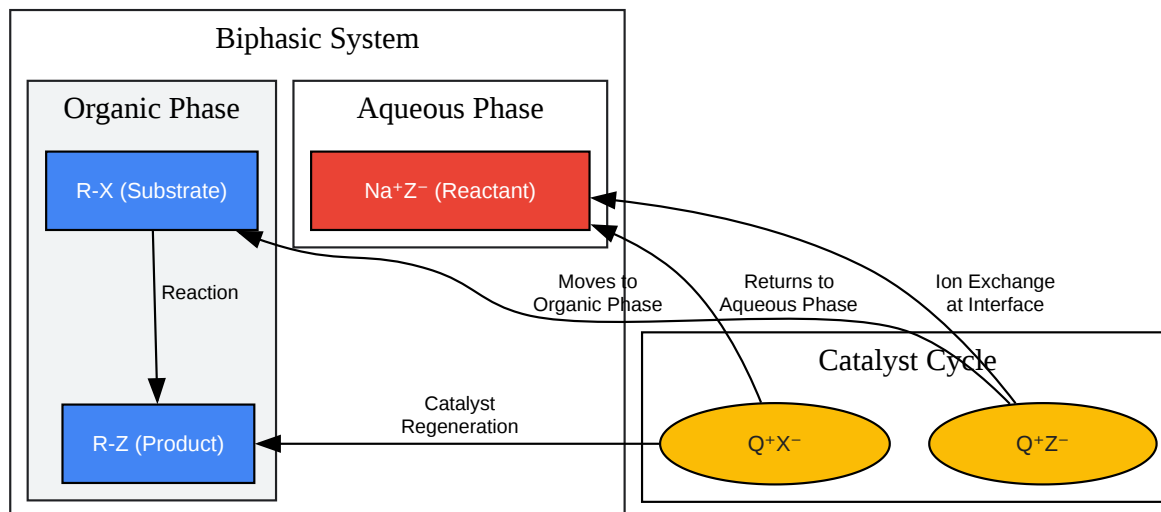 Biphasic System
Organic Phase
Aqueous Phase
R-X (Substrate)
Na⁺Z⁻ (Reactant)
Reaction
Moves to
Organic Phase
Returns to
Aqueous Phase
Ion Exchange
at Interface
Catalyst Cycle
Catalyst
Regeneration
R-Z (Product)
Q⁺X⁻
Q⁺Z⁻